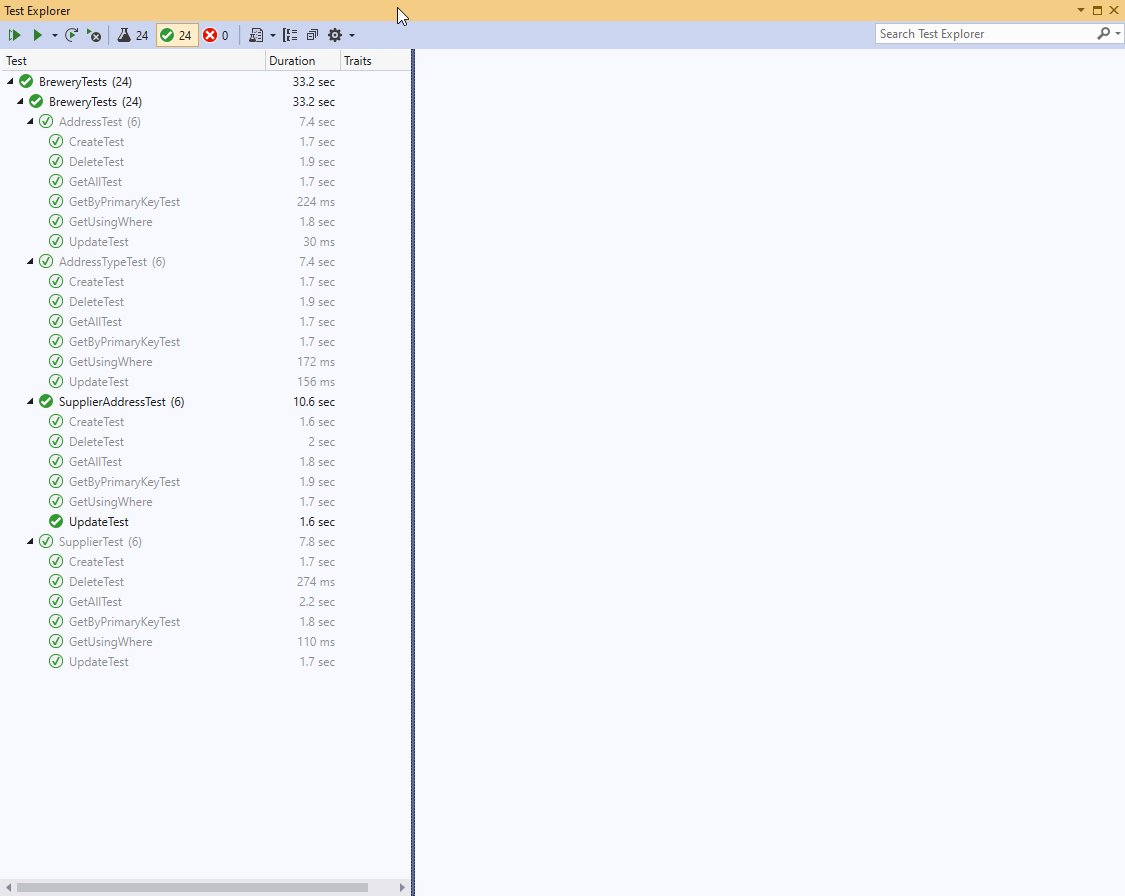 Test Explorer
24 24 0 Search Test Explorer
Test Duration Traits
BreweryTests (24) 33.2 sec
BreweryTests (24) 33.2 sec
AddressTest (6) 7.4 sec
CreateTest 1.7 sec
DeleteTest 1.9 sec
GetAllTest 1.7 sec
GetByPrimaryKeyTest 224 ms
GetUsingWhere 1.8 sec
UpdateTest 30 ms
AddressTypeTest (6) 7.4 sec
CreateTest 1.7 sec
DeleteTest 1.9 sec
GetAllTest 1.7 sec
GetByPrimaryKeyTest 1.7 sec
GetUsingWhere 172 ms
UpdateTest 156 ms
SupplierAddressTest (6) 10.6 sec
CreateTest 1.6 sec
DeleteTest 2 sec
GetAllTest 1.8 sec
GetByPrimaryKeyTest 1.9 sec
GetUsingWhere 1.7 sec
UpdateTest 1.6 sec
SupplierTest (6) 7.8 sec
CreateTest 1.7 sec
DeleteTest 274 ms
GetAllTest 2.2 sec
GetByPrimaryKeyTest 1.8 sec
GetUsingWhere 110 ms
UpdateTest 1.7 sec